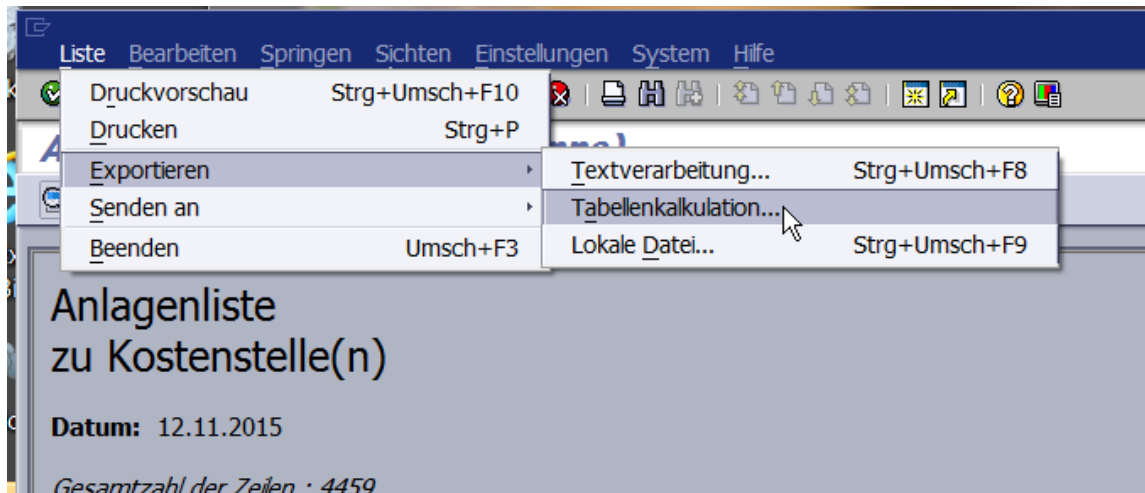 Liste Bearbeiten Springen Sichten Einstellungen System Hilfe
Druckvorschau Strg+Umsch+F10
Drucken Strg+P
Exportieren
Senden an
Beenden Umsch+F3
Textverarbeitung... Strg+Umsch+F8
Tabellenkalkulation...
Lokale Datei... Strg+Umsch+F9
Anlagenliste
zu Kostenstelle(n)
Datum: 12.11.2015
Gesamtzahl der Zeilen : 4459